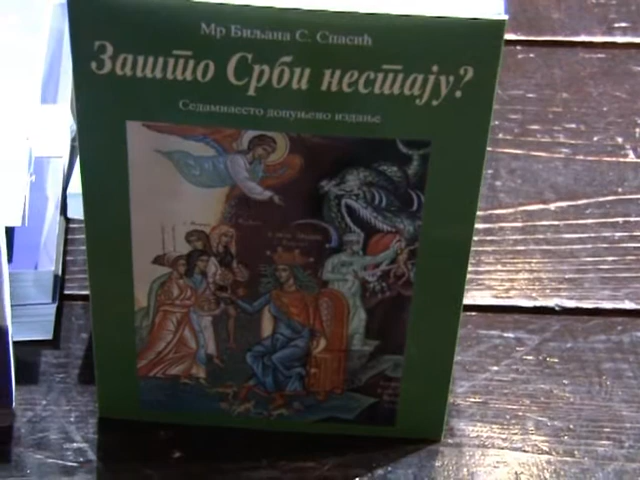 Мр Биљана С. Спасић
Зашто Срби нестају?
Седамнаесто допуњено издање